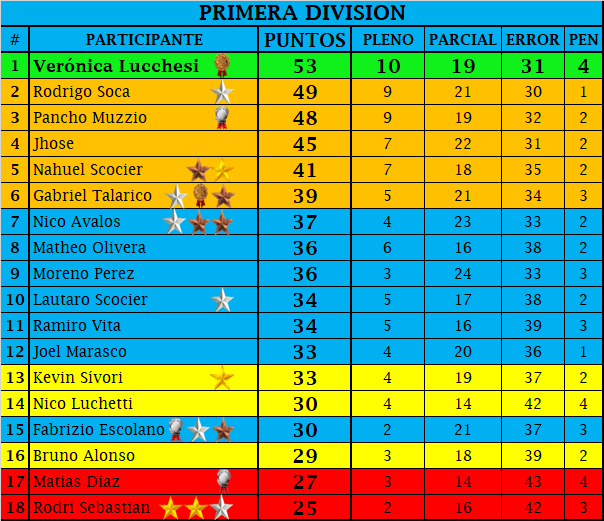 PRIMERA DIVISION
# PARTICIPANTE PUNTOS PLENO PARCIAL ERROR PEN
1 Verónica Lucchesi 53 10 19 31 4
2 Rodrigo Soca 49 9 21 30 1
3 Pancho Muzzio 48 9 19 32 2
4 Jhose 45 7 22 31 2
5 Nahuel Scocier 41 7 18 35 2
6 Gabriel Talarico 39 5 21 34 3
7 Nico Avalos 37 4 23 33 2
8 Matheo Olivera 36 6 16 38 2
9 Moreno Perez 36 3 24 33 3
10 Lautaro Scocier 34 5 17 38 2
11 Ramiro Vita 34 5 16 39 3
12 Joel Marasco 33 4 20 36 1
13 Kevin Sívori 33 4 19 37 2
14 Nico Luchetti 30 4 14 42 4
15 Fabrizio Escolano 30 2 21 37 3
16 Bruno Alonso 29 3 18 39 2
17 Matias Diaz 27 3 14 43 4
18 Rodri Sebastian 25 2 16 42 3